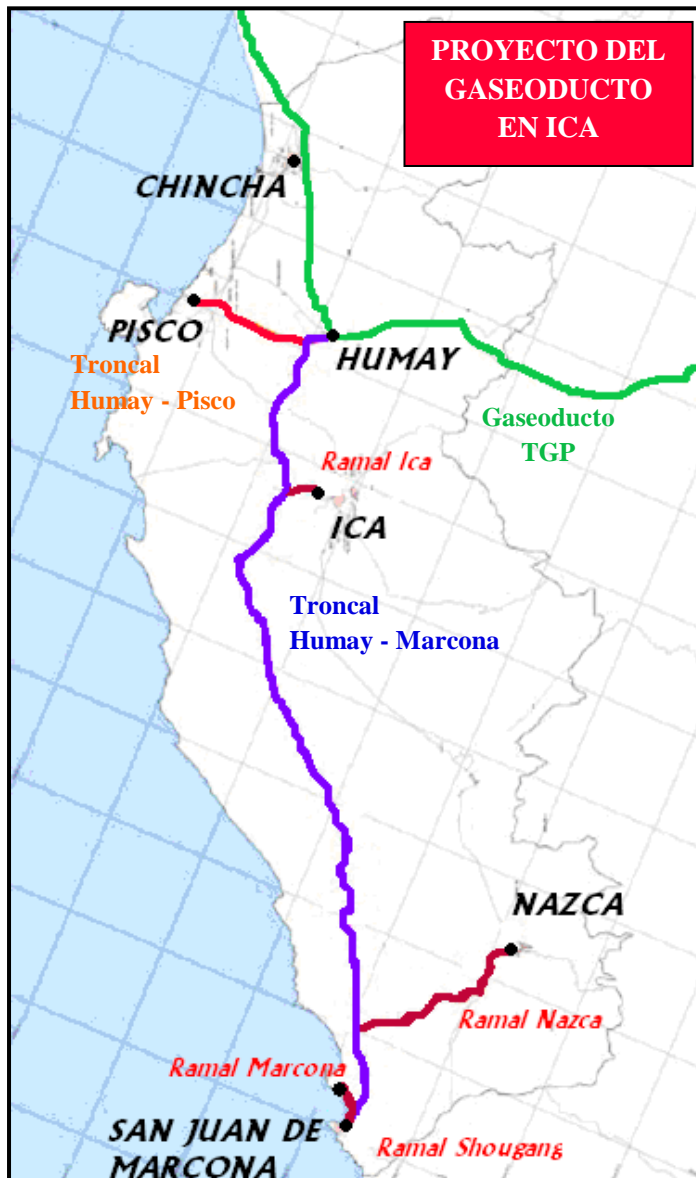 PROYECTO DEL
GASEODUCTO
EN ICA
CHINCHA
PISCO
HUMAY
Troncal
Humay - Pisco
Gaseoducto
TGP
Ramal Ica
ICA
Troncal
Humay - Marcona
NAZCA
Ramal Nazca
Ramal Marcona
SAN JUAN DE
MARCONA
Ramal Shougang